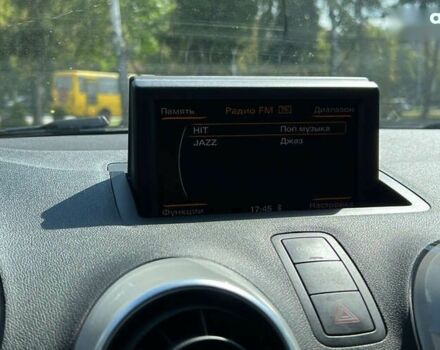 Память Радио FM Диапазон
HIT Поп музыка
JAZZ Джаз
Функции 17:45 Настройка